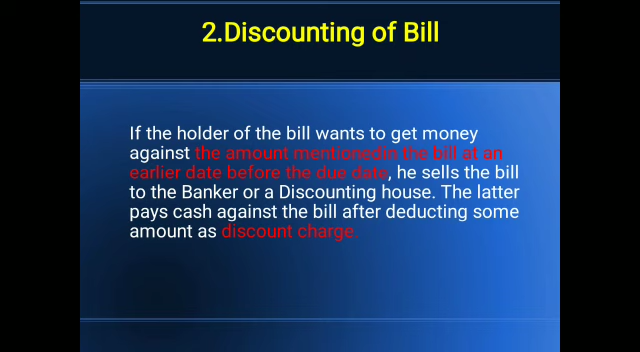 2.Discounting of Bill
If the holder of the bill wants to get money
against the amount mentionedin the bill at an
earlier date before the due date, he sells the bill
to the Banker or a Discounting house. The latter
pays cash against the bill after deducting some
amount as discount charge.